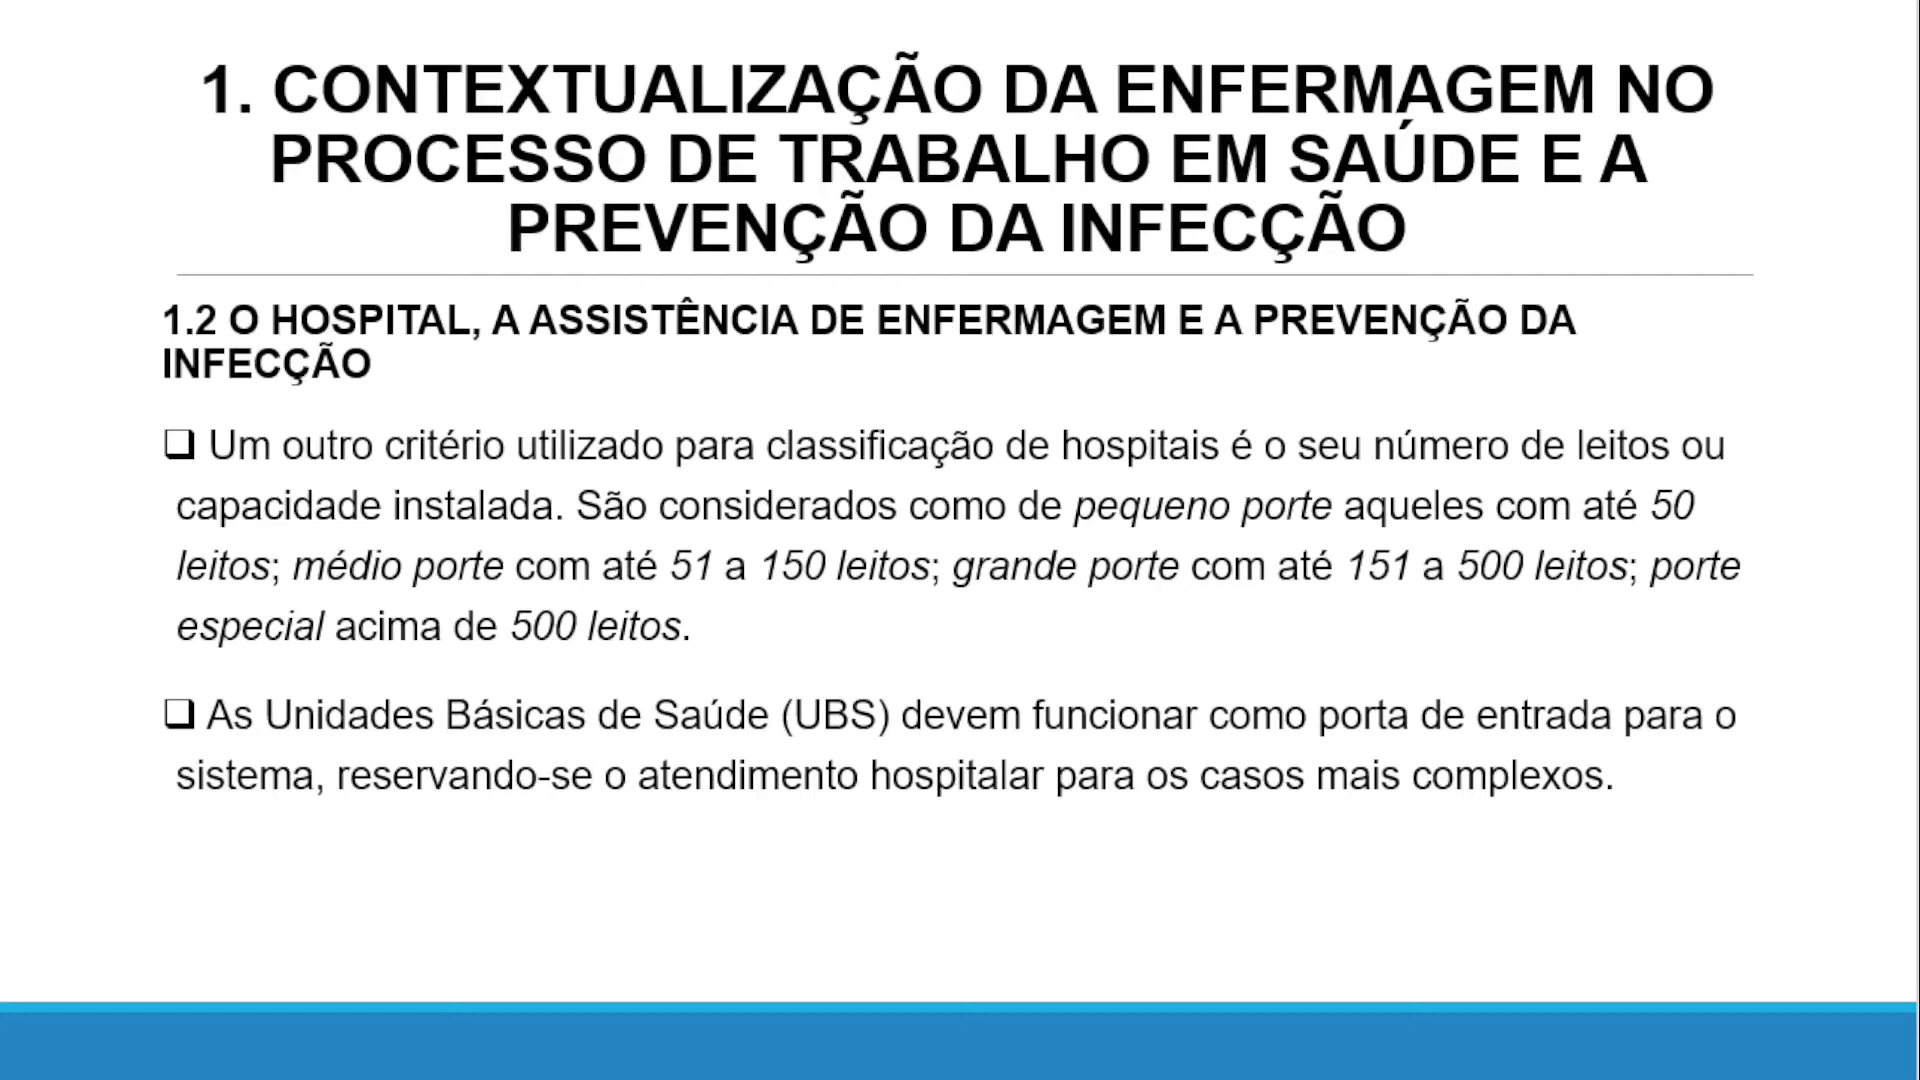 1. CONTEXTUALIZAÇÃO DA ENFERMAGEM NO
PROCESSO DE TRABALHO EM SAÚDE E A
PREVENÇÃO DA INFECÇÃO
1.2 O HOSPITAL, A ASSISTÊNCIA DE ENFERMAGEM E A PREVENÇÃO DA
INFECÇÃO
❑ Um outro critério utilizado para classificação de hospitais é o seu número de leitos ou
capacidade instalada. São considerados como de pequeno porte aqueles com até 50
leitos; médio porte com até 51 a 150 leitos; grande porte com até 151 a 500 leitos; porte
especial acima de 500 leitos.
❑ As Unidades Básicas de Saúde (UBS) devem funcionar como porta de entrada para o
sistema, reservando-se o atendimento hospitalar para os casos mais complexos.